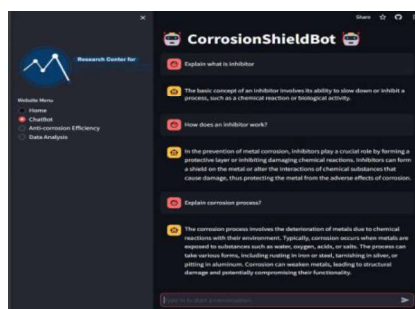 Share
CorrosionShieldBot
Research Center for
Website Menu
Home
ChatBot
Anti-corrosion Efficiency
Data Analysis
Explain what is inhibitor
The basic concept of an inhibitor involves its ability to slow down or inhibit a
process, such as a chemical reaction or biological activity.
How does an inhibitor work?
In the prevention of metal corrosion, inhibitors play a crucial role by forming a
protective layer or inhibiting damaging chemical reactions. Inhibitors can form
a shield on the metal or alter the interactions of chemical substances that
cause damage, thus protecting the metal from the adverse effects of corrosion.
Explain corrosion process?
The corrosion process involves the deterioration of metals due to chemical
reactions with their environment. Typically, corrosion occurs when metals are
exposed to substances such as water, oxygen, acids, or salts. The process can
take various forms, including rusting in iron or steel, tarnishing in silver, or
pitting in aluminum. Corrosion can weaken metals, leading to structural
damage and potentially compromising their functionality.
Type in to start a conversation